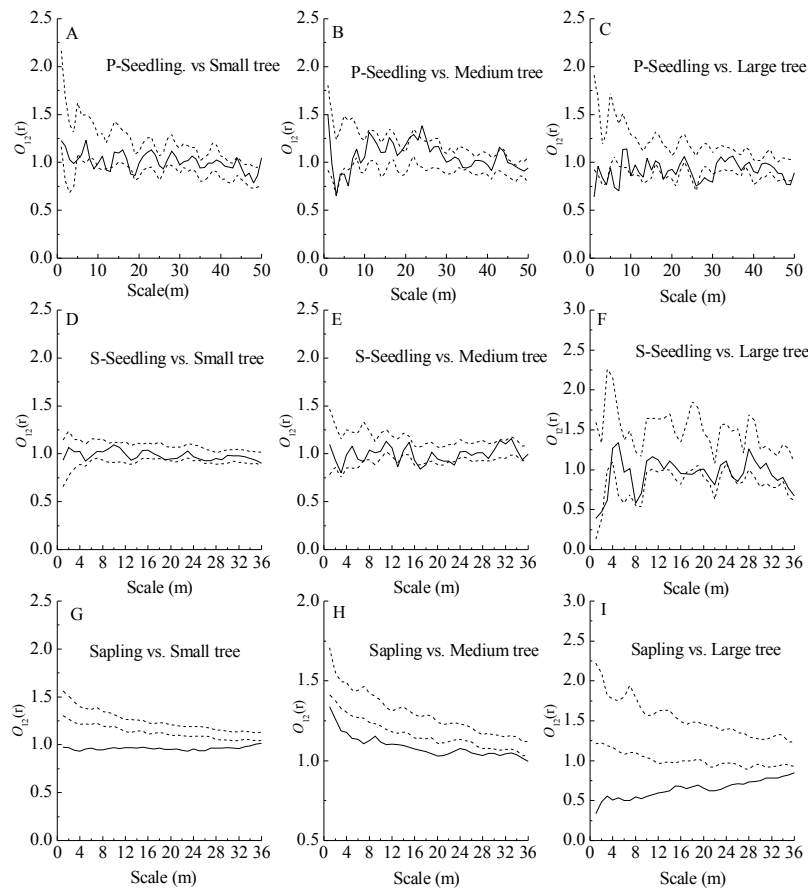 A
P-Seedling. vs Small tree
O12(r)
2.5
2.0
1.5
1.0
0.5
0.0
0 10 20 30 40 50
Scale(m)
B
P-Seedling vs. Medium tree
O12(r)
2.5
2.0
1.5
1.0
0.5
0.0
0 10 20 30 40 50
Scale (m)
C
P-Seedling vs. Large tree
O12(r)
2.5
2.0
1.5
1.0
0.5
0.0
0 10 20 30 40 50
Scale (m)
D
S-Seedling vs. Small tree
O12(r)
2.5
2.0
1.5
1.0
0.5
0.0
0 4 8 12 16 20 24 28 32 36
Scale (m)
E
S-Seedling vs. Medium tree
O12(r)
2.5
2.0
1.5
1.0
0.5
0.0
0 4 8 12 16 20 24 28 32 36
Scale (m)
F
S-Seedling vs. Large tree
O12(r)
3.0
2.5
2.0
1.5
1.0
0.5
0.0
0 4 8 12 16 20 24 28 32 36
Scale (m)
G
Sapling vs. Small tree
O12(r)
2.5
2.0
1.5
1.0
0.5
0.0
0 4 8 12 16 20 24 28 32 36
Scale (m)
H
Sapling vs. Medium tree
O12(r)
2.0
1.5
1.0
0.5
0 4 8 12 16 20 24 28 32 36
Scale (m)
I
Sapling vs. Large tree
O12(r)
3.0
2.5
2.0
1.5
1.0
0.5
0.0
0 4 8 12 16 20 24 28 32 36
Scale (m)